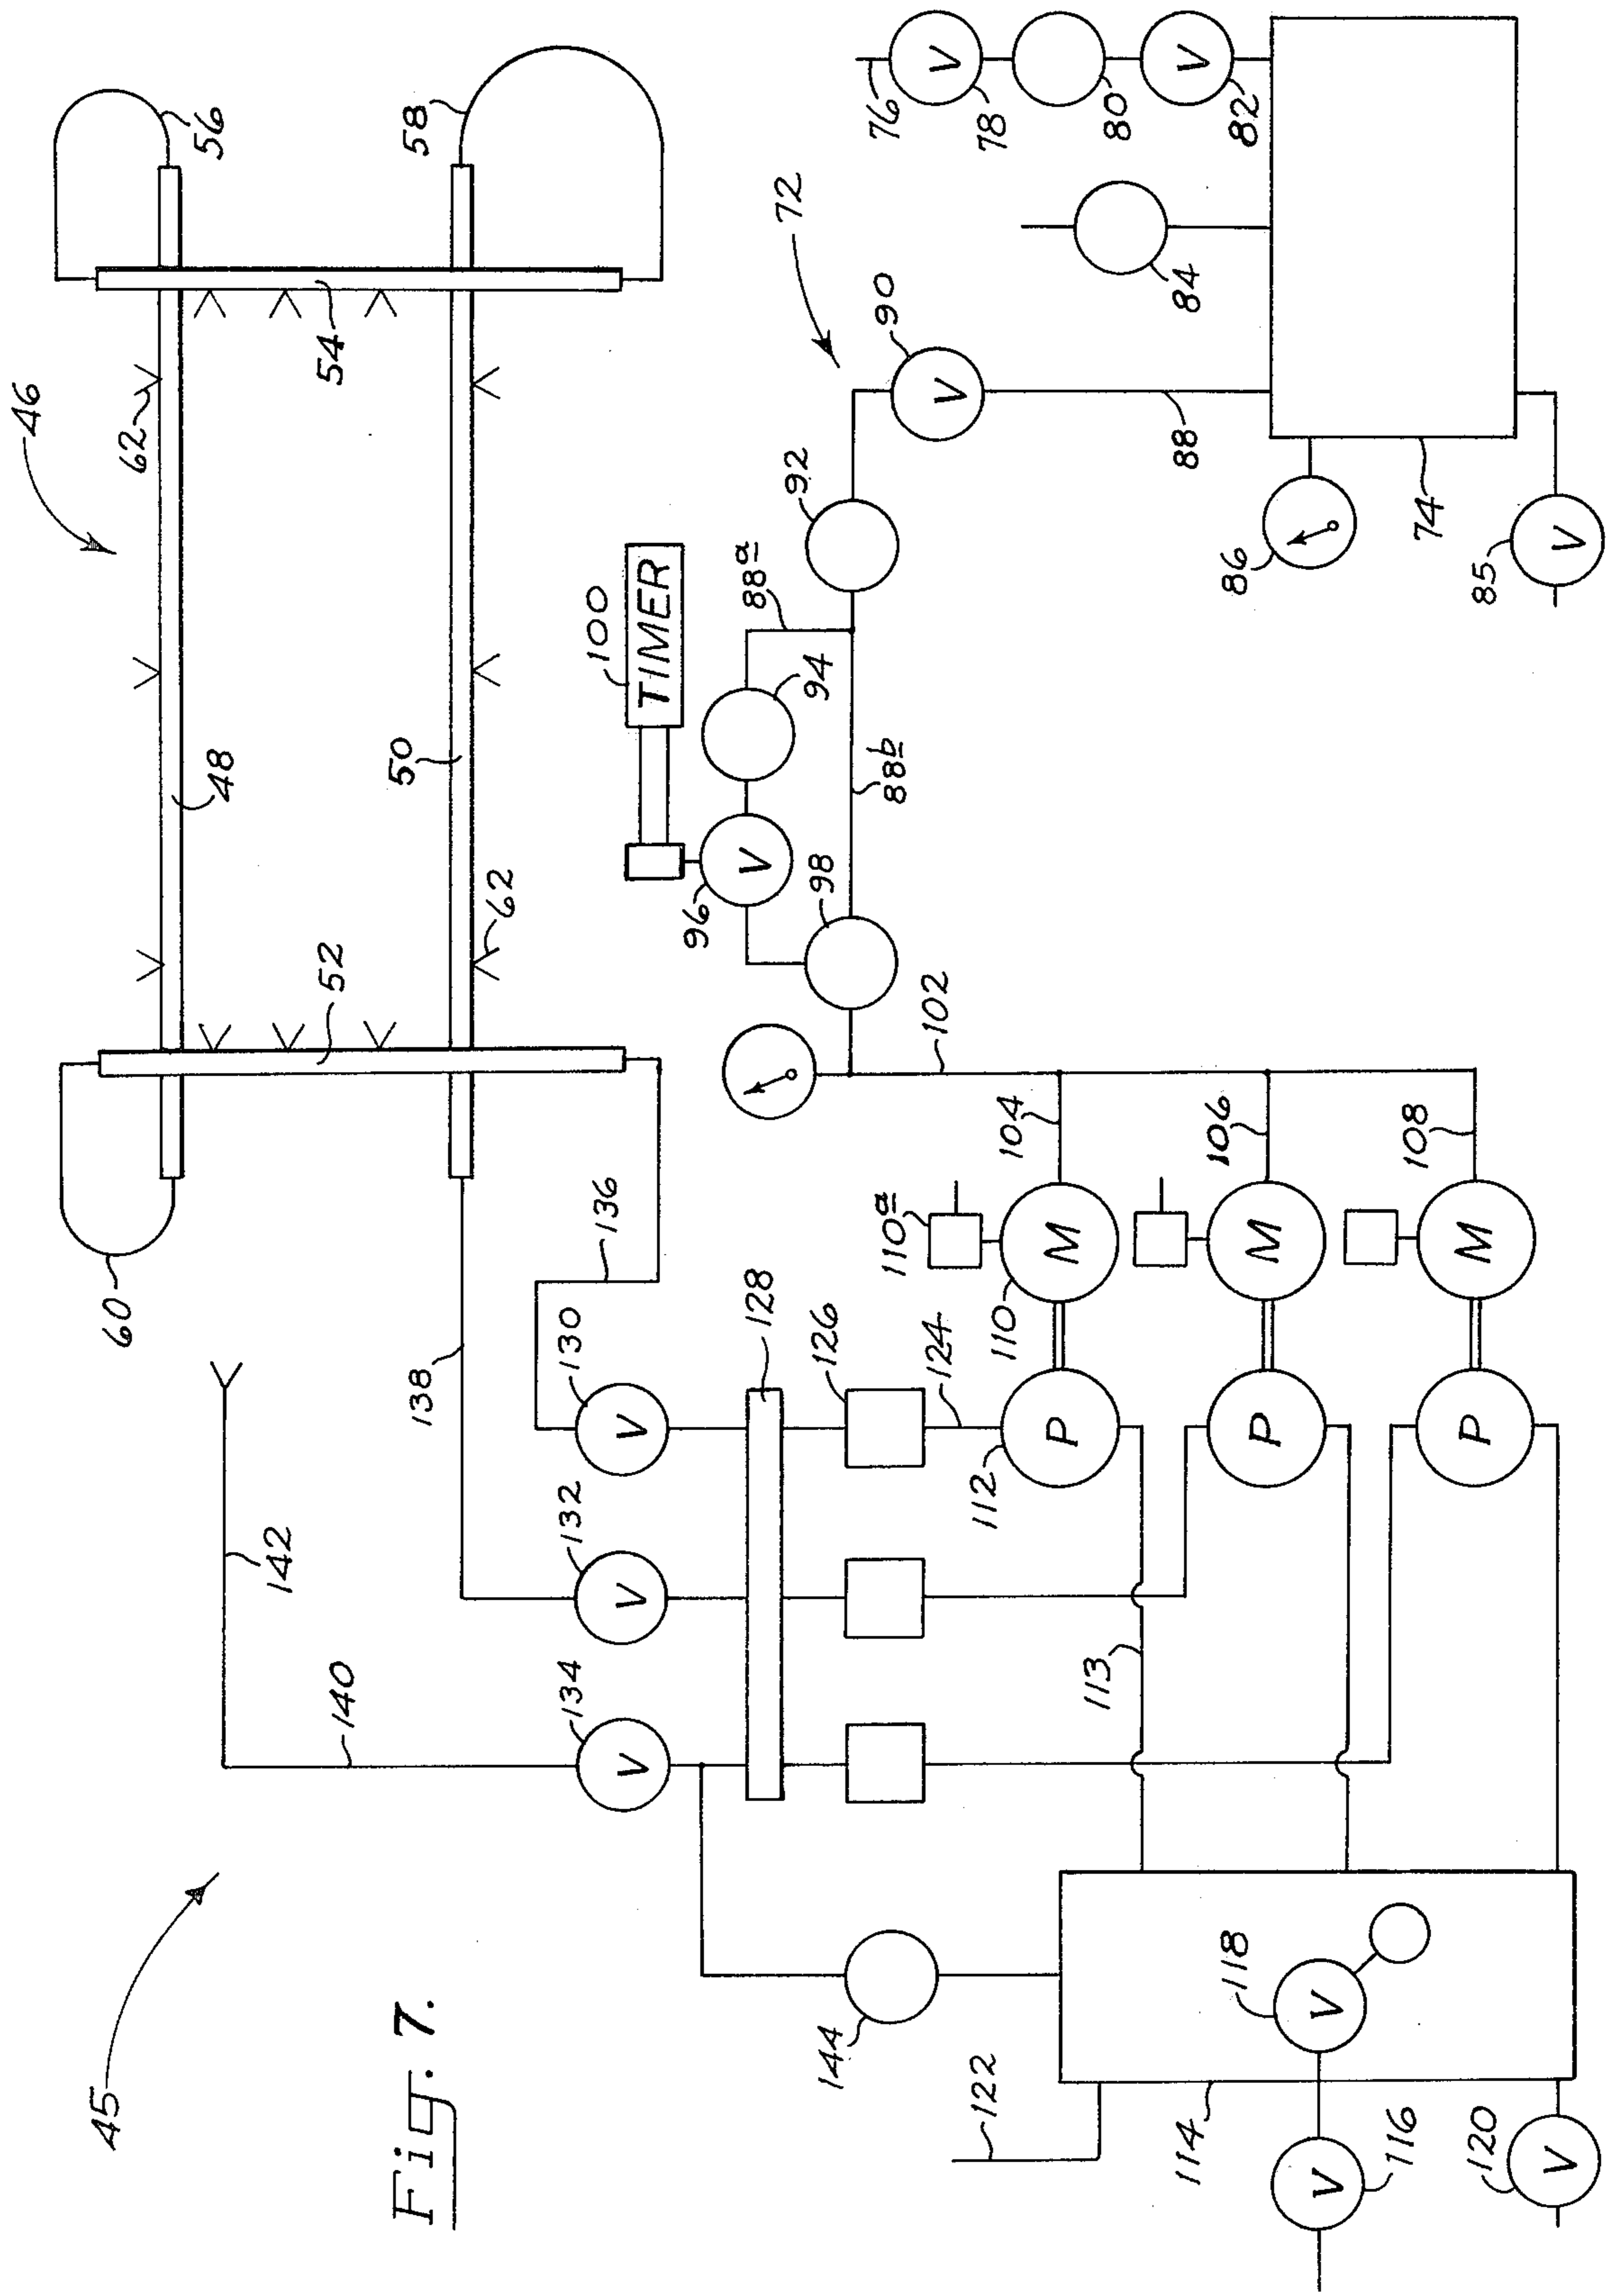 46
62
48
50
52
54
56
58
60
62
45
142
140
138
136
134
132
130
128
126
124
112
110
110a
113
144
122
118
114
116
120
104
106
108
102
100
TIMER
96
94
98
88a
88b
92
90
72
88
86
84
74
85
76
78
80
82
V
V
V
V
V
V
V
V
V
V
V
P
P
P
M
M
M
Fig. 7.